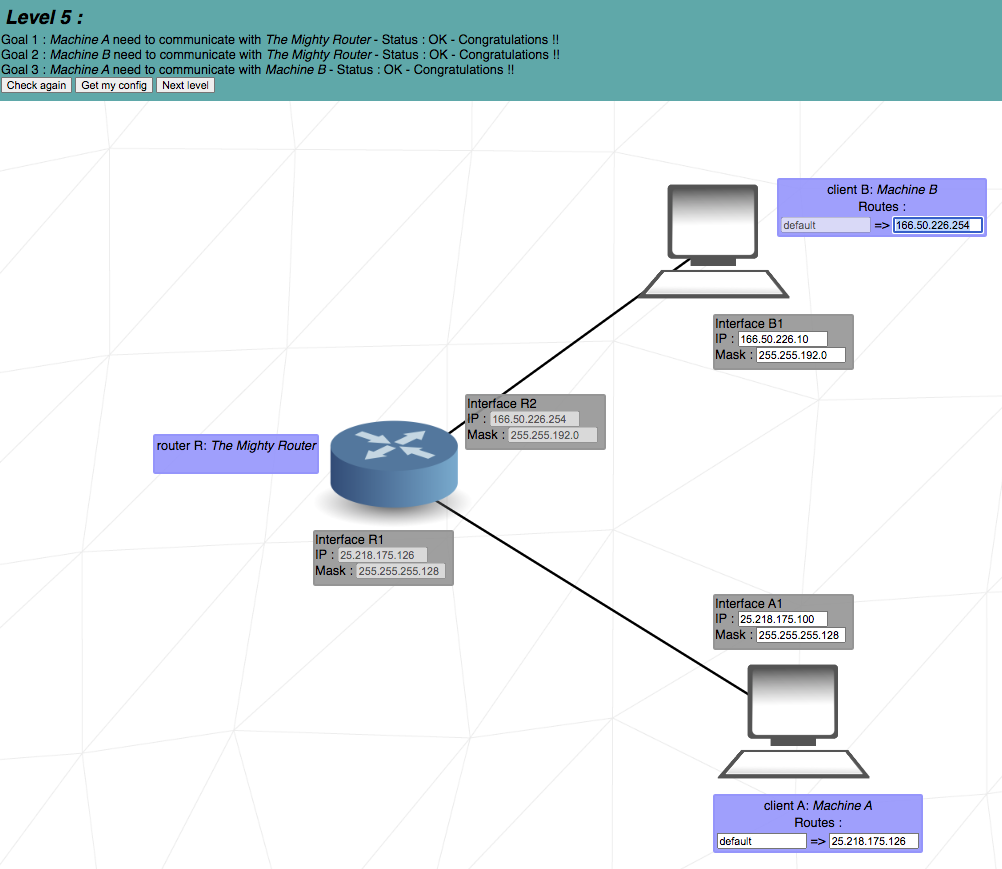 Level 5 :
Goal 1 : Machine A need to communicate with The Mighty Router - Status : OK - Congratulations !!
Goal 2 : Machine B need to communicate with The Mighty Router - Status : OK - Congratulations !!
Goal 3 : Machine A need to communicate with Machine B - Status : OK - Congratulations !!
Check again Get my config Next level
client B: Machine B
Routes :
default => 166.50.226.254
Interface B1
IP : 166.50.226.10
Mask : 255.255.192.0
Interface R2
IP : 166.50.226.254
Mask : 255.255.192.0
router R: The Mighty Router
Interface R1
IP : 25.218.175.126
Mask : 255.255.255.128
Interface A1
IP : 25.218.175.100
Mask : 255.255.255.128
client A: Machine A
Routes :
default => 25.218.175.126